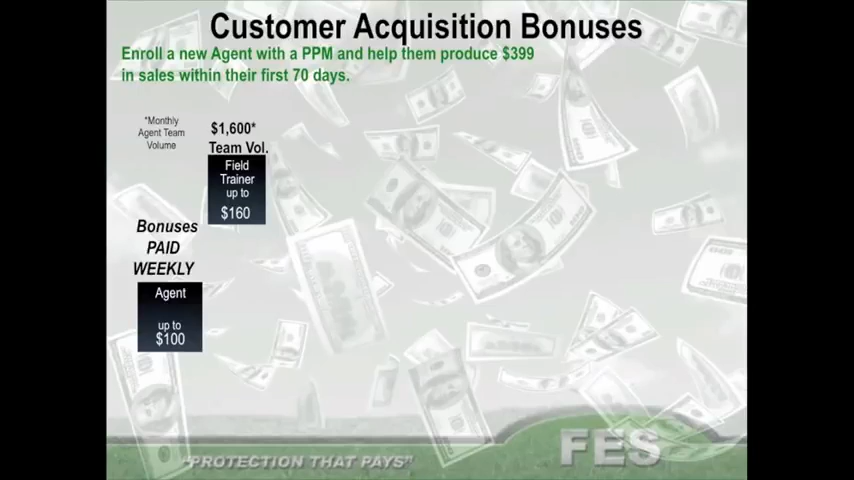 Customer Acquisition Bonuses
Enroll a new Agent with a PPM and help them produce $399
in sales within their first 70 days.
*Monthly
Agent Team
Volume
$1,600*
Team Vol.
Field
Trainer
up to
$160
Bonuses
PAID
WEEKLY
Agent
up to
$100
"PROTECTION THAT PAYS"
FES